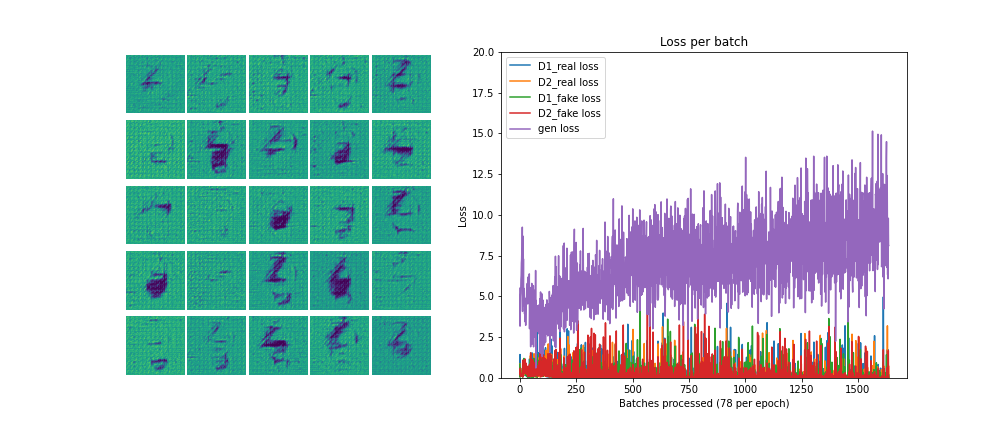 Loss per batch
20.0
17.5
15.0
12.5
10.0
7.5
5.0
2.5
0.0
Loss
D1_real loss
D2_real loss
D1_fake loss
D2_fake loss
gen loss
0 250 500 750 1000 1250 1500
Batches processed (78 per epoch)